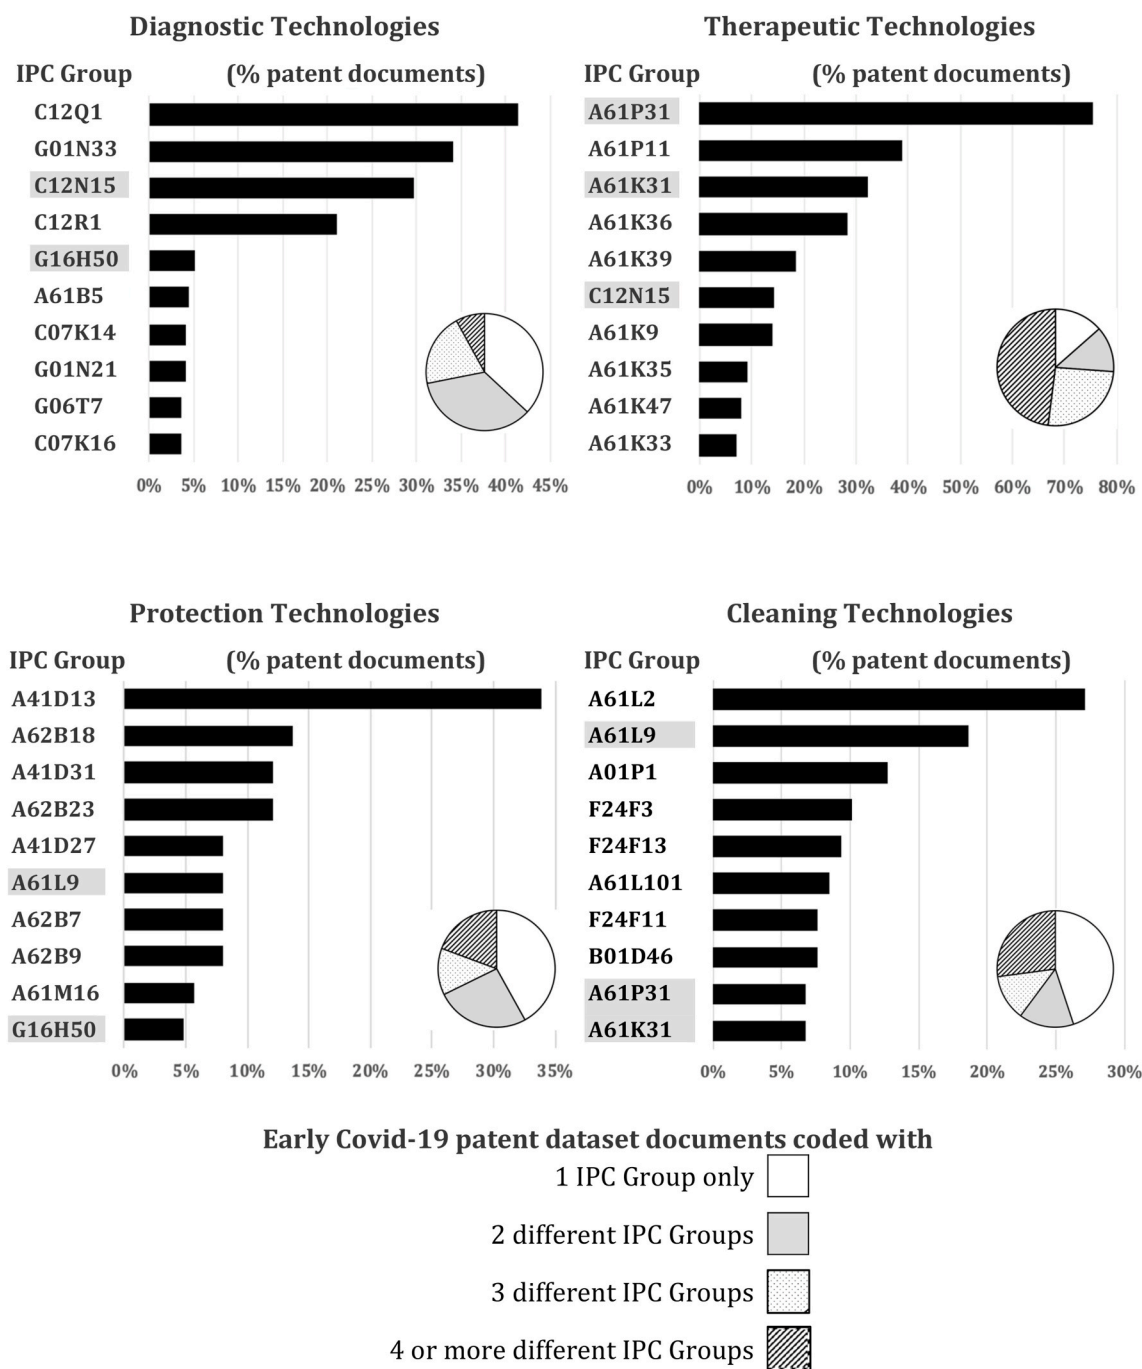 Diagnostic Technologies
IPC Group (% patent documents)
C12Q1
G01N33
C12N15
C12R1
G16H50
A61B5
C07K14
G01N21
G06T7
C07K16
0% 5% 10% 15% 20% 25% 30% 35% 40% 45%
Therapeutic Technologies
IPC Group (% patent documents)
A61P31
A61P11
A61K31
A61K36
A61K39
C12N15
A61K9
A61K35
A61K47
A61K33
0% 10% 20% 30% 40% 50% 60% 70% 80%
Protection Technologies
IPC Group (% patent documents)
A41D13
A62B18
A41D31
A62B23
A41D27
A61L9
A62B7
A62B9
A61M16
G16H50
0% 5% 10% 15% 20% 25% 30% 35%
Cleaning Technologies
IPC Group (% patent documents)
A61L2
A61L9
A01P1
F24F3
F24F13
A61L101
F24F11
B01D46
A61P31
A61K31
0% 5% 10% 15% 20% 25% 30%
Early Covid-19 patent dataset documents coded with
1 IPC Group only
2 different IPC Groups
3 different IPC Groups
4 or more different IPC Groups